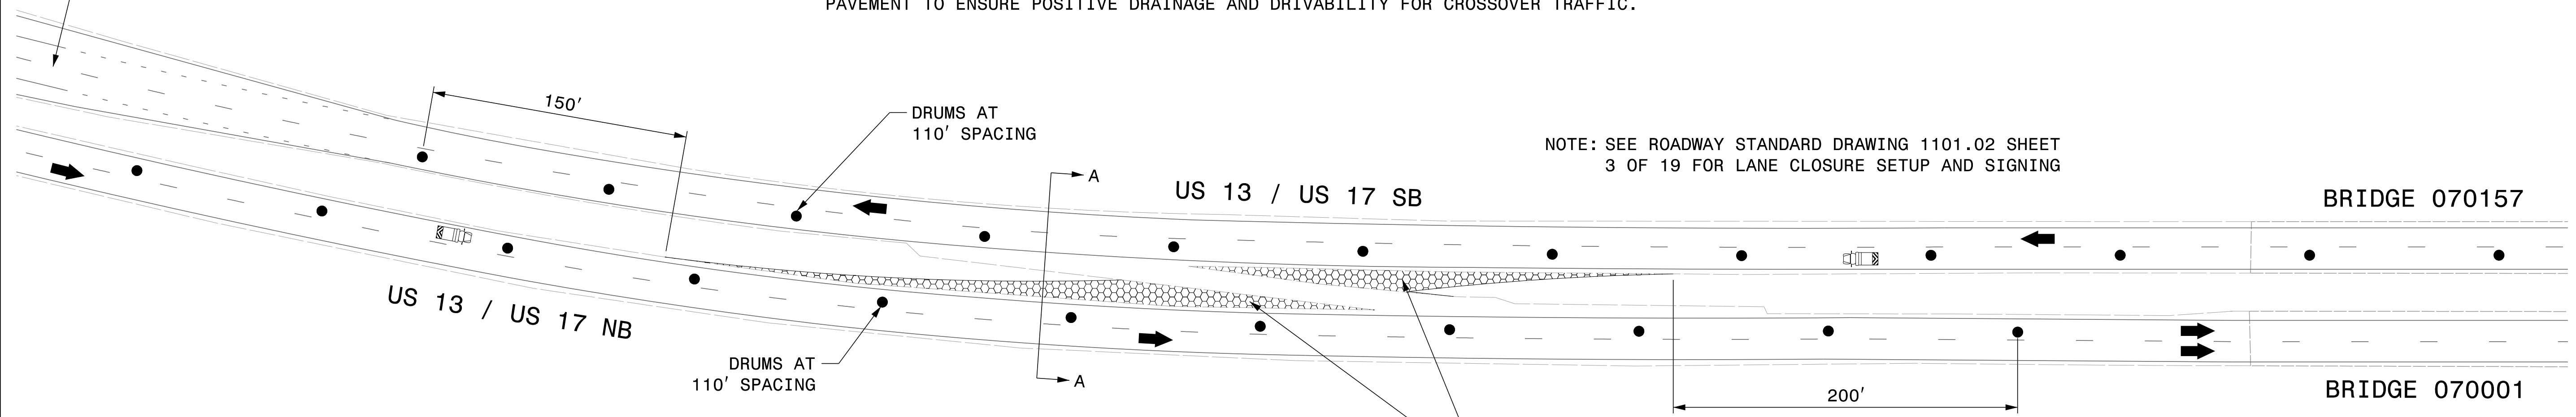 PAVEMENT TO ENSURE POSITIVE DRAINAGE AND DRIVABILITY FOR CROSSOVER TRAFFIC.
150'
DRUMS AT
110' SPACING
NOTE: SEE ROADWAY STANDARD DRAWING 1101.02 SHEET
3 OF 19 FOR LANE CLOSURE SETUP AND SIGNING
A
US 13 / US 17 SB
BRIDGE 070157
US 13 / US 17 NB
DRUMS AT
110' SPACING
A
200'
BRIDGE 070001